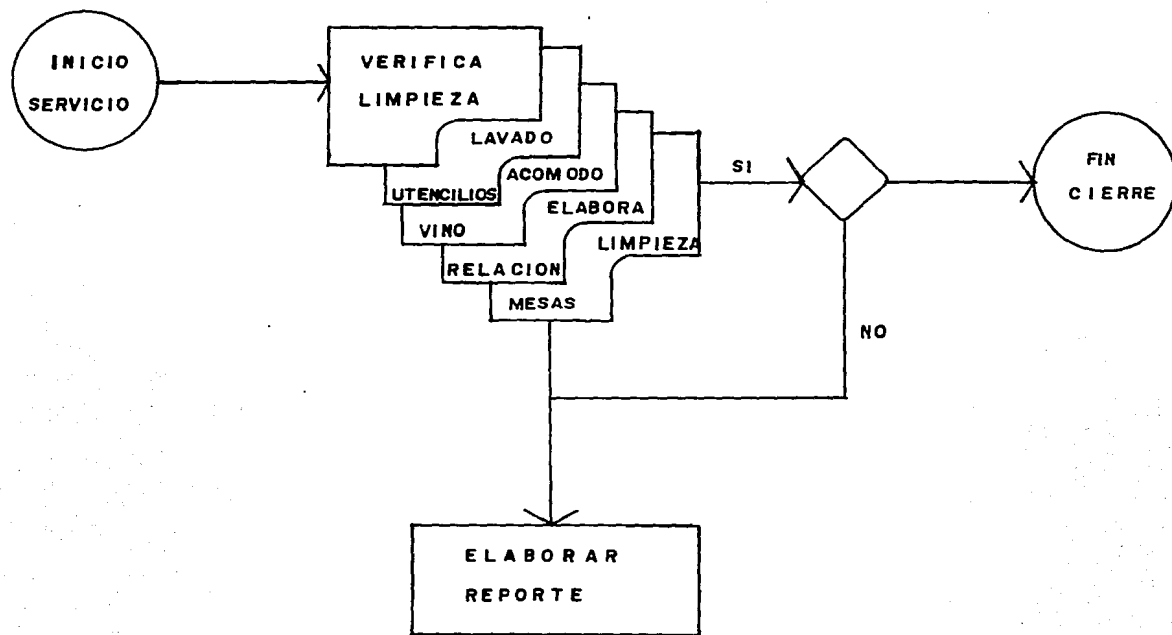 INICIO
SERVICIO
VERIFICA
LIMPIEZA
LAVADO
UTENCILIOS
ACOMODO
VINO
ELABORA
RELACION
LIMPIEZA
MESAS
SI
NO
FIN
CIERRE
ELABORAR
REPORTE